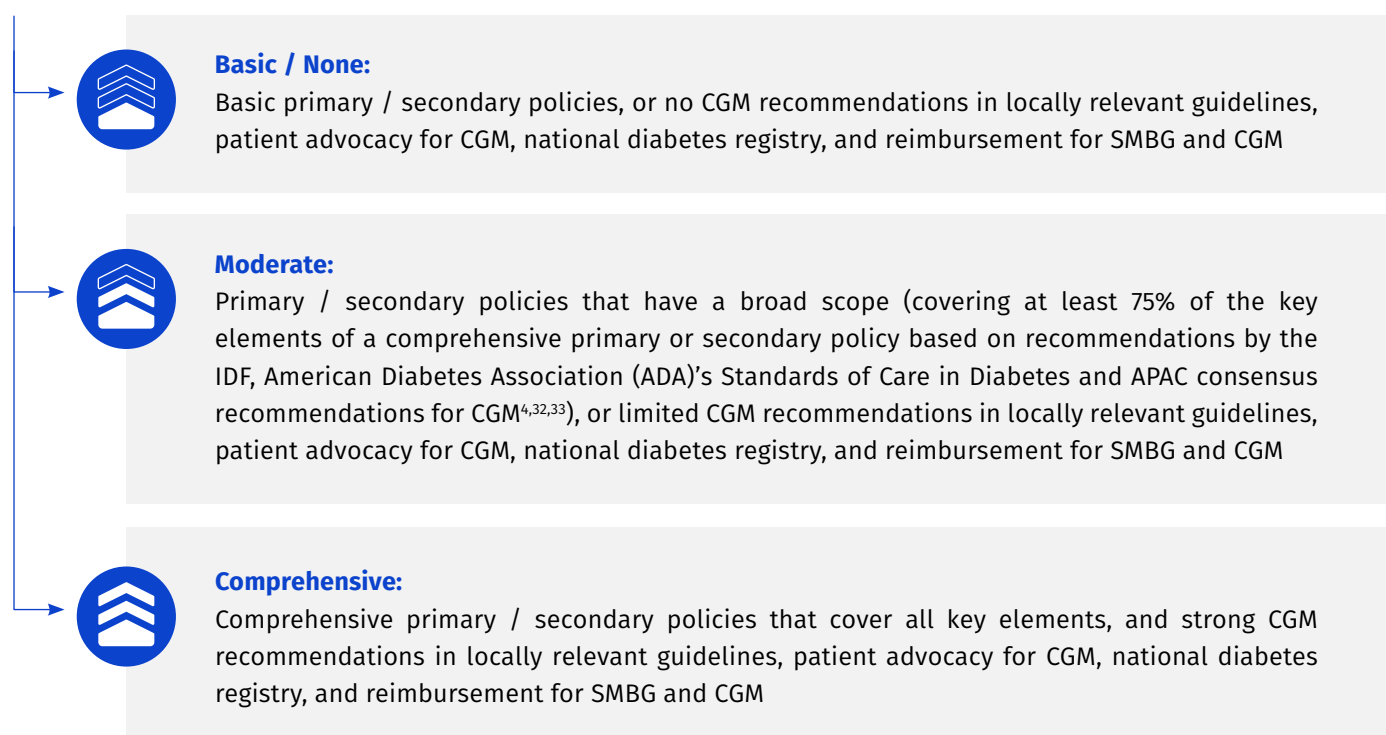 Basic / None:
Basic primary / secondary policies, or no CGM recommendations in locally relevant guidelines,
patient advocacy for CGM, national diabetes registry, and reimbursement for SMBG and CGM
Moderate:
Primary / secondary policies that have a broad scope (covering at least 75% of the key
elements of a comprehensive primary or secondary policy based on recommendations by the
IDF, American Diabetes Association (ADA)’s Standards of Care in Diabetes and APAC consensus
recommendations for CGM4,32,33), or limited CGM recommendations in locally relevant guidelines,
patient advocacy for CGM, national diabetes registry, and reimbursement for SMBG and CGM
Comprehensive:
Comprehensive primary / secondary policies that cover all key elements, and strong CGM
recommendations in locally relevant guidelines, patient advocacy for CGM, national diabetes
registry, and reimbursement for SMBG and CGM